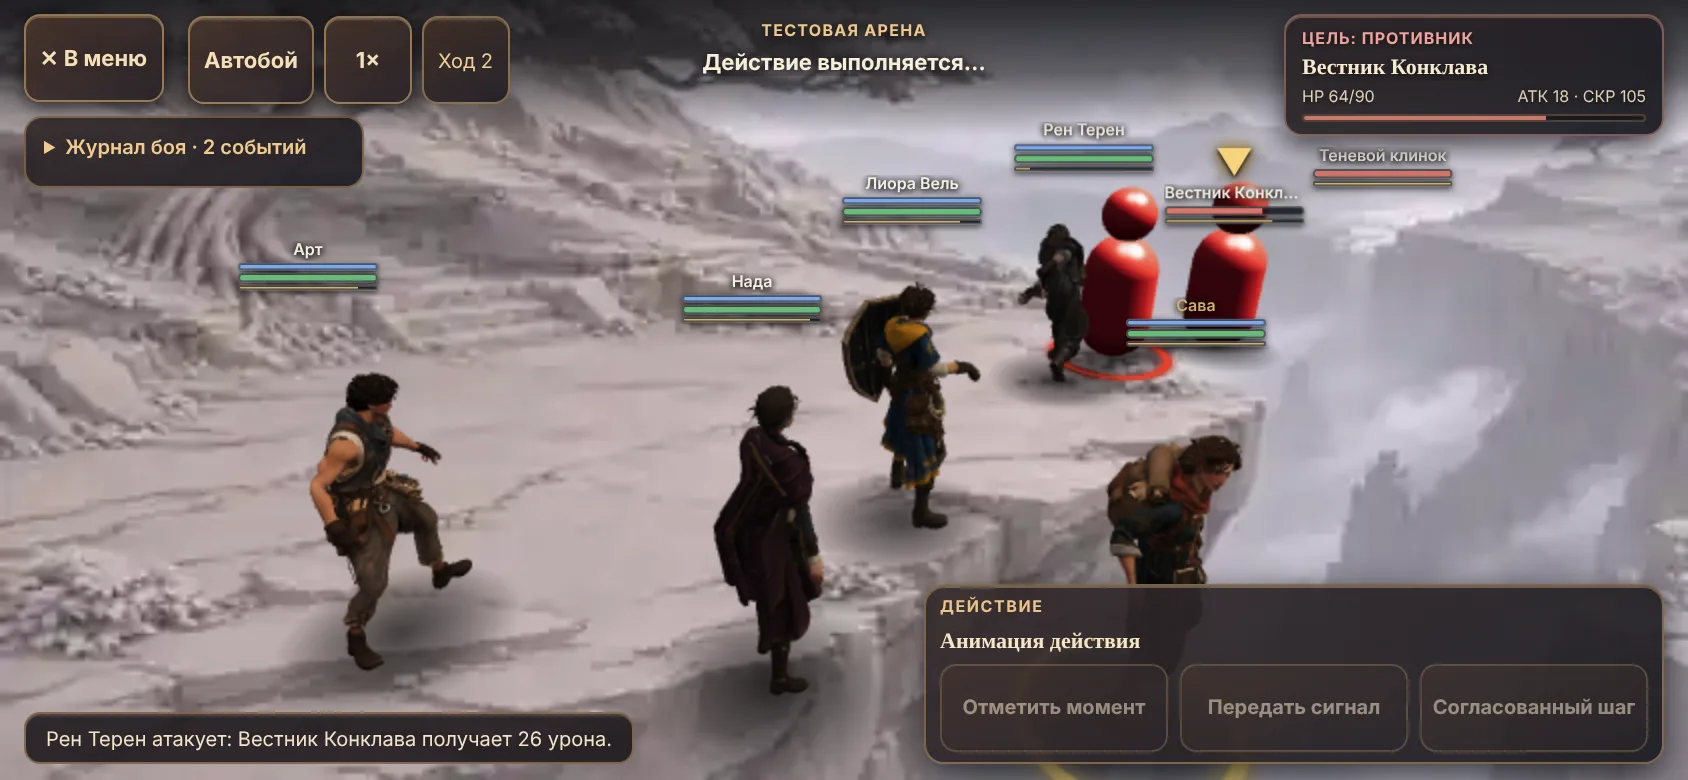 ✕ В меню
Автобой
1×
Ход 2
ТЕСТОВАЯ АРЕНА
Действие выполняется...
ЦЕЛЬ: ПРОТИВНИК
Вестник Конклава
HP 64/90
АТК 18 · СКР 105
▶ Журнал боя · 2 событий
Рен Терен
Теневой клинок
Лиора Вель
Вестник Конкл...
Арт
Нада
Сава
ДЕЙСТВИЕ
Анимация действия
Отметить момент
Передать сигнал
Согласованный шаг
Рен Терен атакует: Вестник Конклава получает 26 урона.